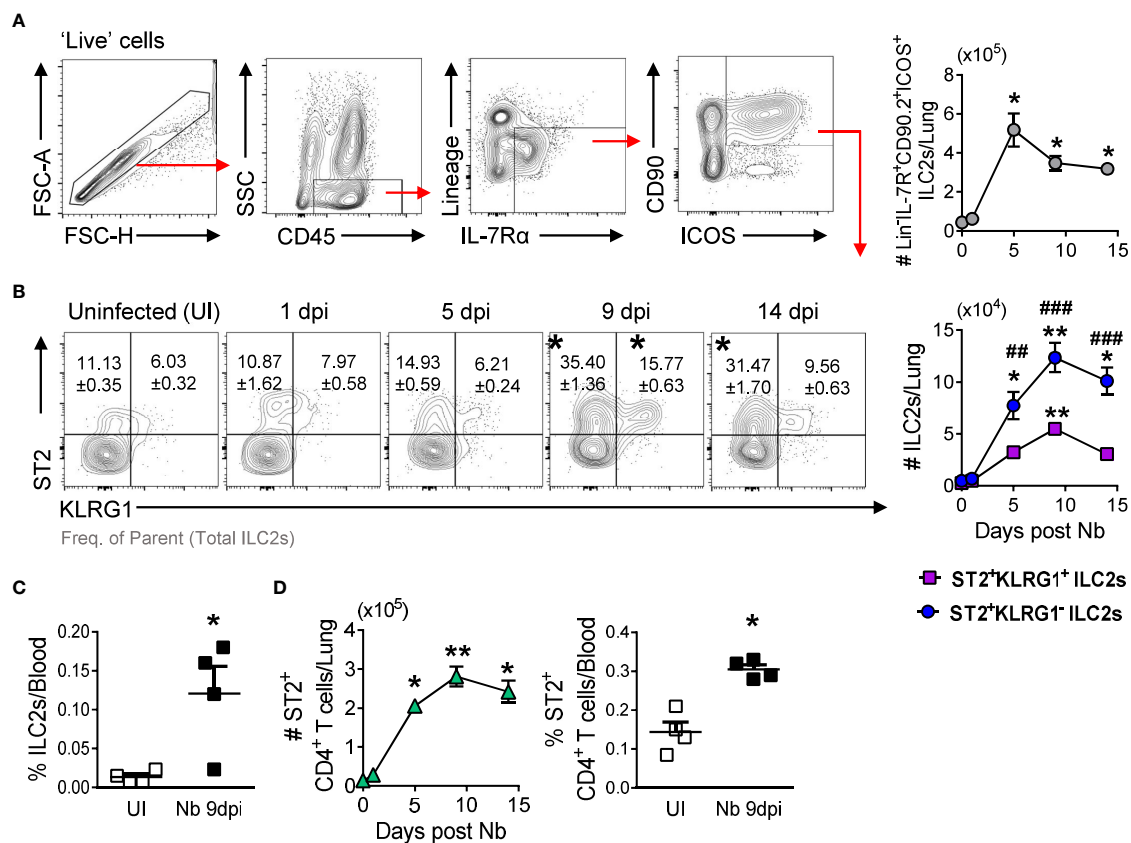 A
'Live' cells
FSC-A
FSC-H
SSC
CD45
Lineage
IL-7Rα
CD90
ICOS
# Lin⁻IL-7R⁺CD90.2⁺ICOS⁺
ILC2s/Lung
(x10⁵)
6
4
2
0
* * *
0 5 10 15
B
Uninfected (UI) 1 dpi 5 dpi 9 dpi 14 dpi
11.13 6.03
±0.35 ±0.32
10.87 7.97
±1.62 ±0.58
14.93 6.21
±0.59 ±0.24
* *
35.40 15.77
±1.36 ±0.63
*
31.47 9.56
±1.70 ±0.63
ST2
KLRG1
Freq. of Parent (Total ILC2s)
# ILC2s/Lung
(x10⁴)
15
10
5
0
## ### ###
* ** *
**
0 5 10 15
Days post Nb
ST2⁺KLRG1⁺ ILC2s
ST2⁺KLRG1⁻ ILC2s
C
% ILC2s/Blood
0.20
0.15
0.10
0.05
0.00
*
UI Nb 9dpi
D
# ST2⁺
CD4⁺ T cells/Lung
(x10⁵)
4
3
2
1
0
* ** *
0 5 10 15
Days post Nb
% ST2⁺
CD4⁺ T cells/Blood
0.4
0.3
0.2
0.1
0.0
*
UI Nb 9dpi